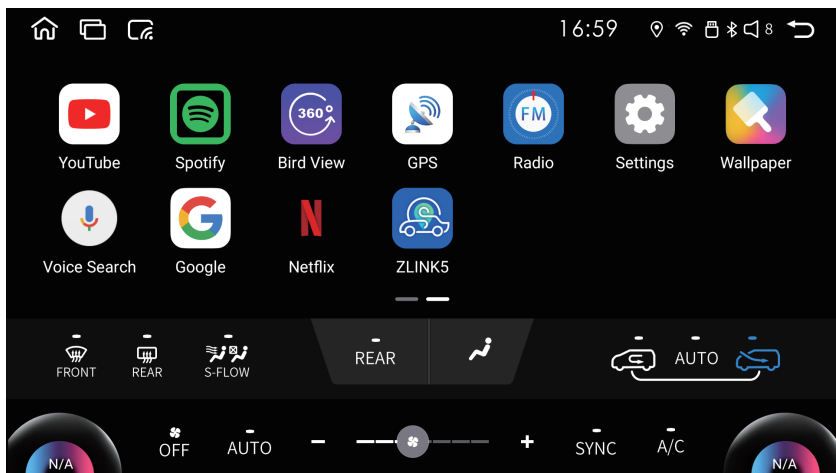 16:59 8
360°
FM
YouTube Spotify Bird View GPS Radio Settings Wallpaper
G N
Voice Search Google Netflix ZLINK5
FRONT REAR S-FLOW REAR AUTO
OFF AUTO - + SYNC A/C
N/A N/A